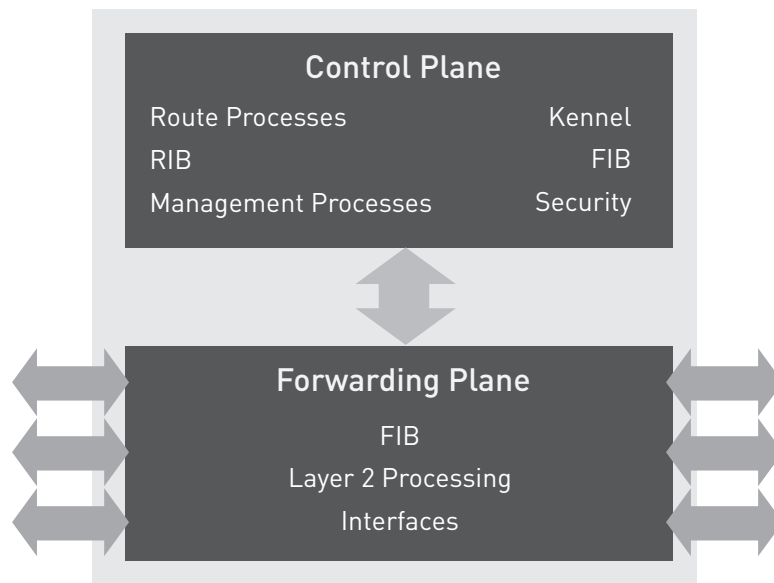 Control Plane
Route Processes Kennel
RIB FIB
Management Processes Security
Forwarding Plane
FIB
Layer 2 Processing
Interfaces